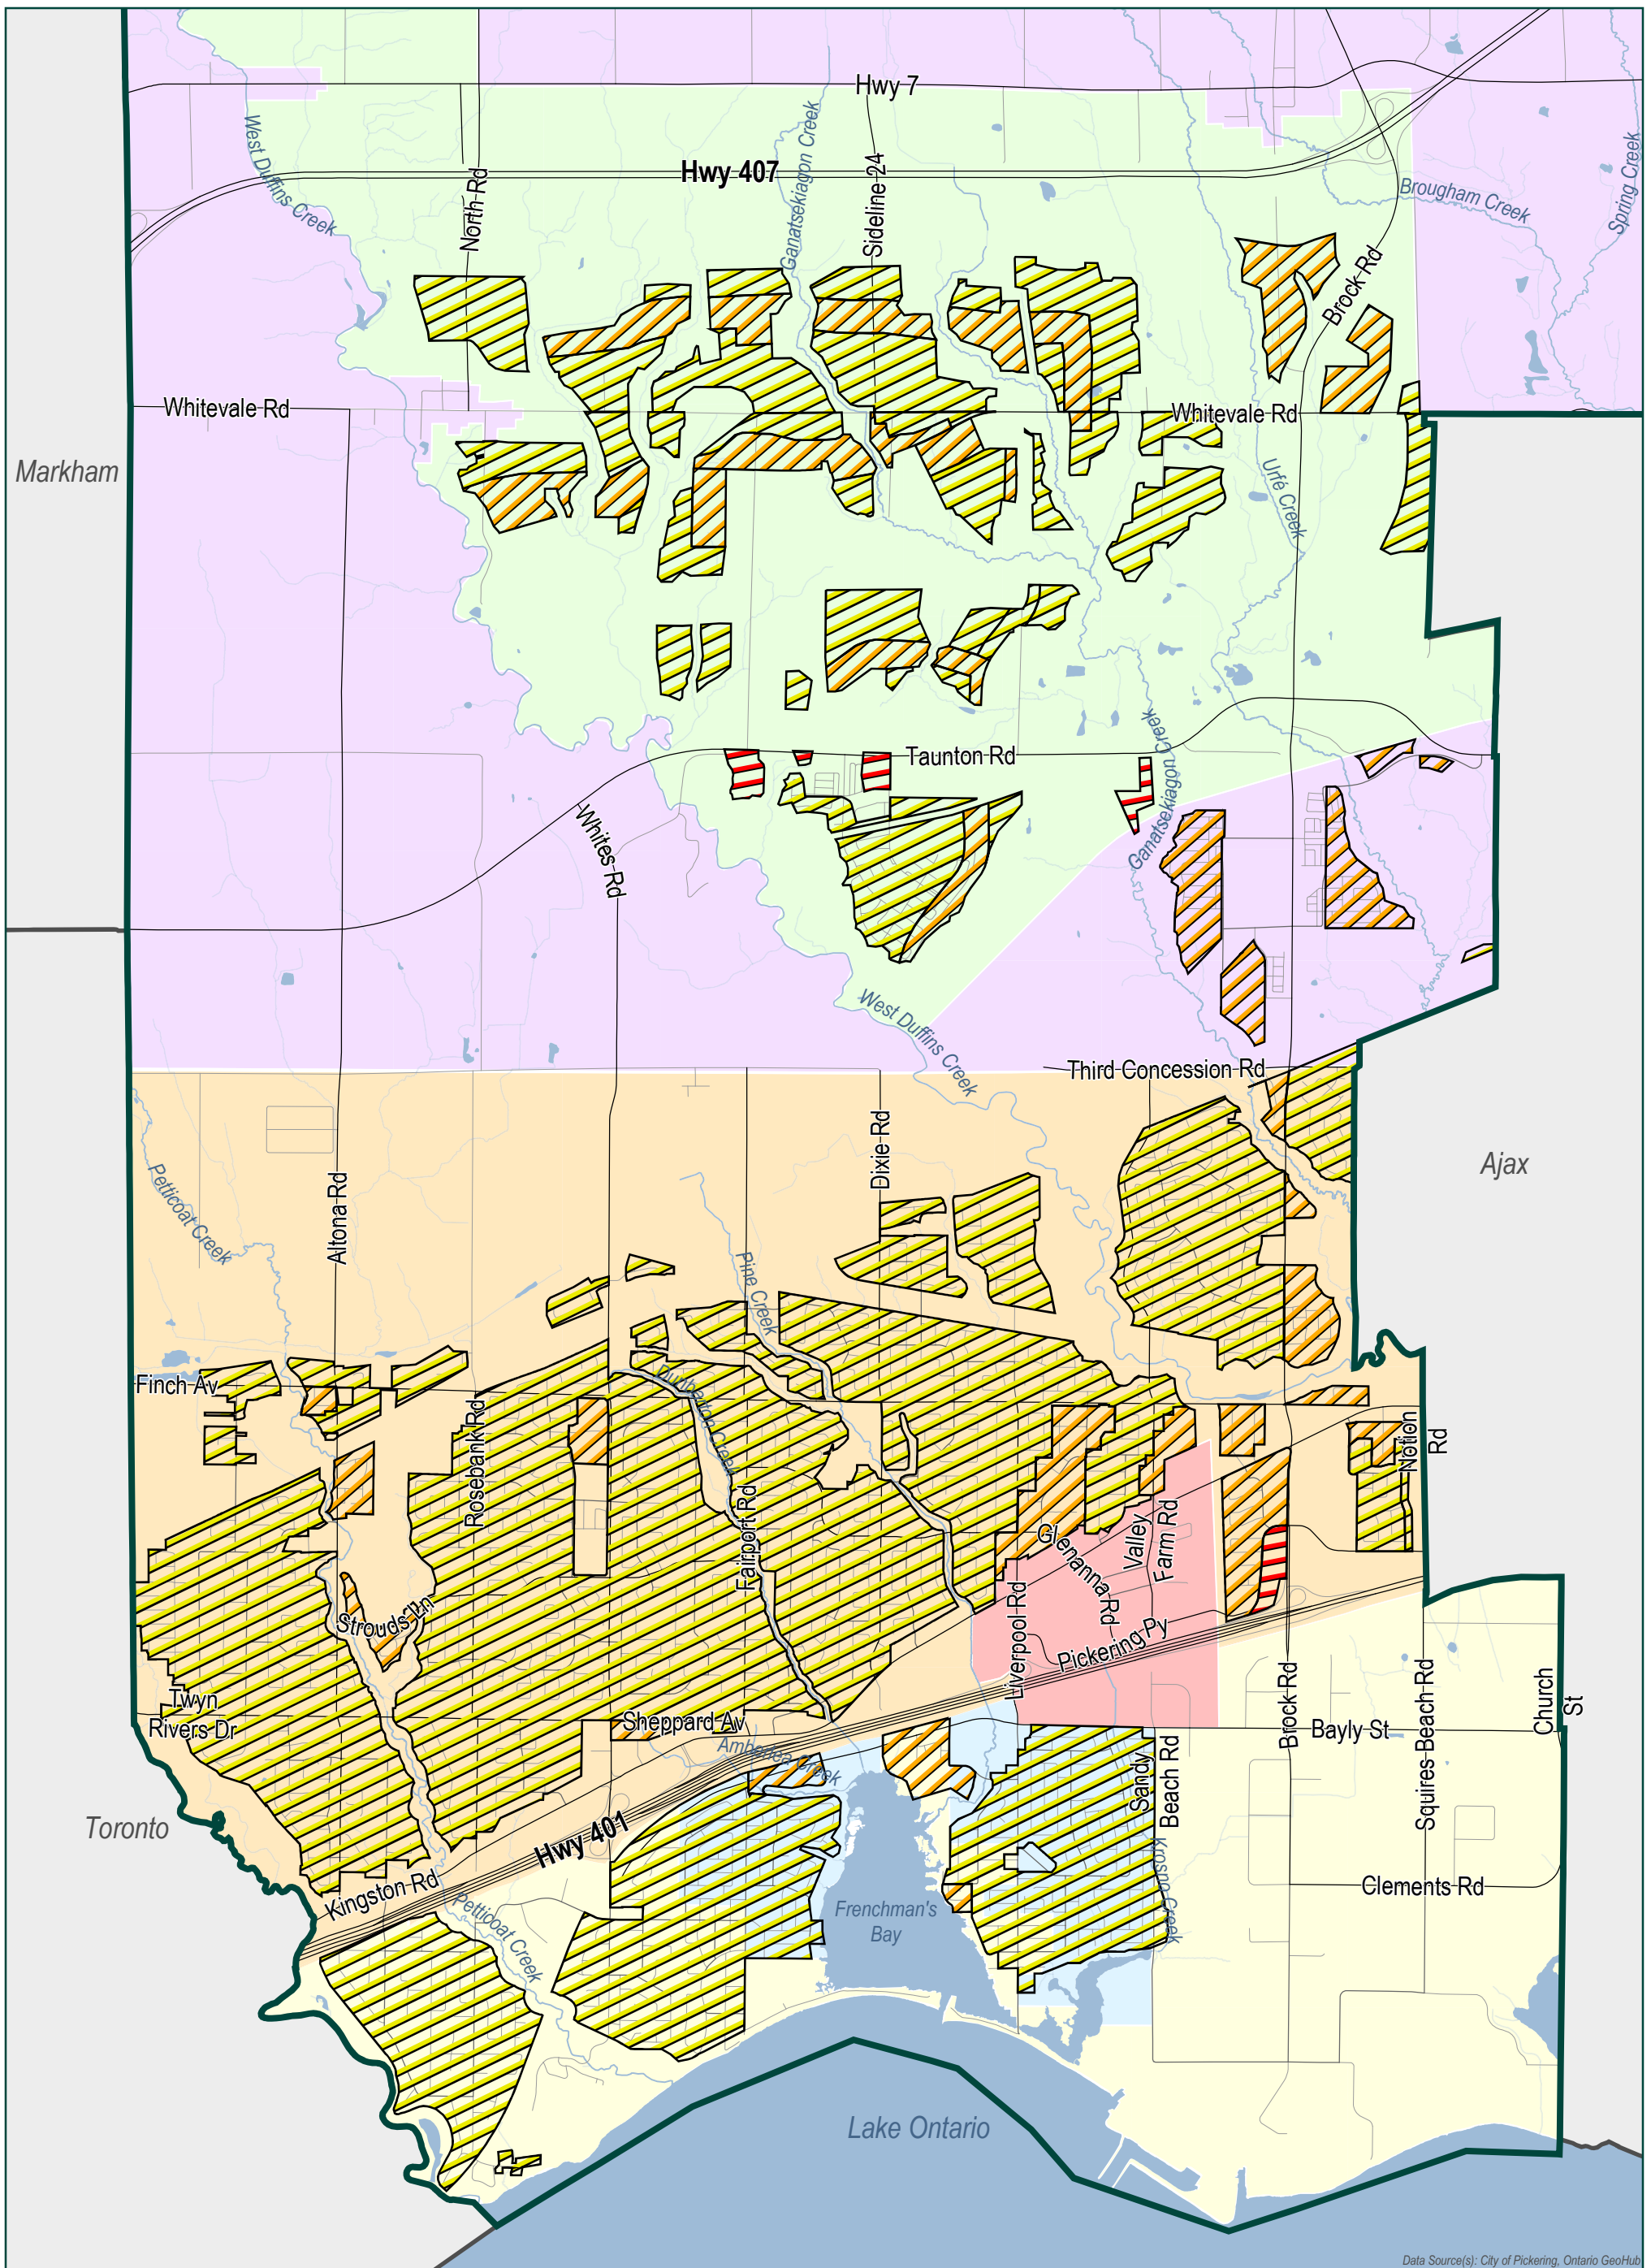 Hwy 7
Hwy 407
West Duffins Creek
North Rd
Ganatsekiagon Creek
Sideline 24
Brougham Creek
Spring Creek
Brock Rd
Whitevale Rd
Whitevale Rd
Markham
Urfé Creek
Taunton Rd
Ganatsekiagon Creek
Whites Rd
West Duffins Creek
Third Concession Rd
Ajax
Dixie Rd
Altona Rd
Petticoat Creek
Pine Creek
Finch Av
Dunbarton Creek
Rosebank Rd
Fairport Rd
Notion
Rd
Valley
Farm Rd
Glenanna Rd
Strouds Ln
Liverpool Rd
Pickering Py
Twyn
Rivers Dr
Sheppard Av
Amberlea Creek
Brock Rd
Bayly St
Squires Beach Rd
Church
St
Sandy
Beach Rd
Toronto
Hwy 401
Kingston Rd
Petticoat Creek
Krosno Creek
Clements Rd
Frenchman's
Bay
Lake Ontario
Data Source(s): City of Pickering, Ontario GeoHub